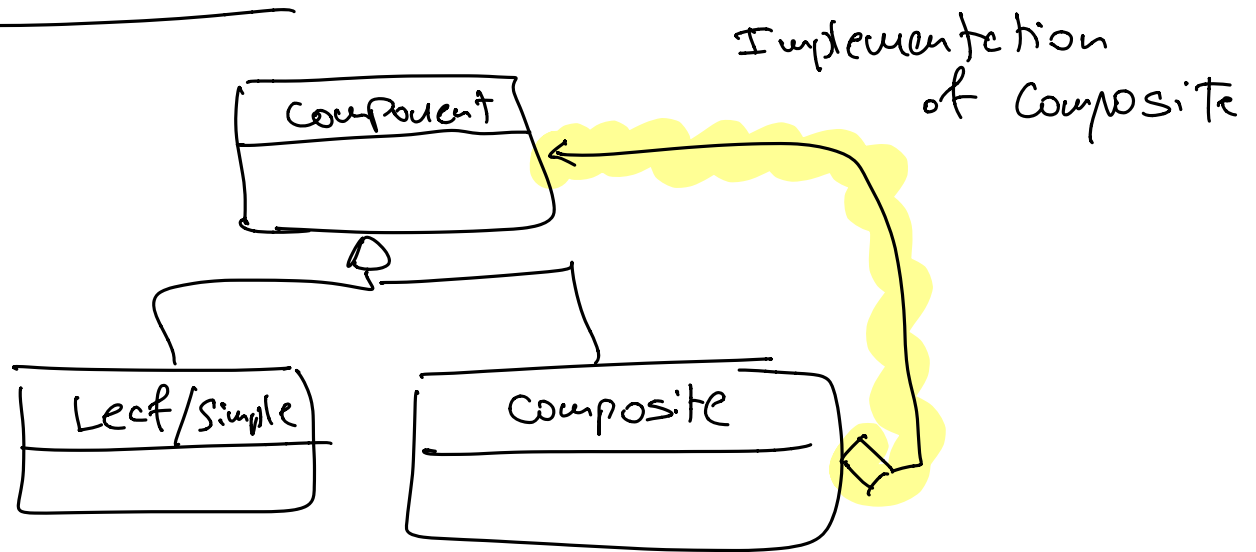 Implementation
of Composite
Component
Leaf/Simple
Composite